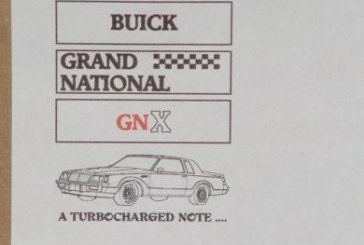 BUICK
GRAND
NATIONAL
GNX
A TURBOCHARGED NOTE ....